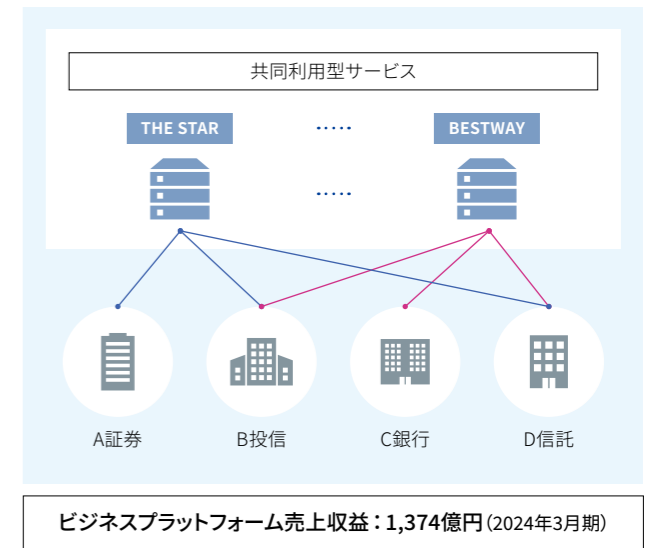 共同利用型サービス
THE STAR ..... BESTWAY
.....
A証券 B投信 C銀行 D信託
ビジネスプラットフォーム売上収益：1,374億円（2024年3月期）